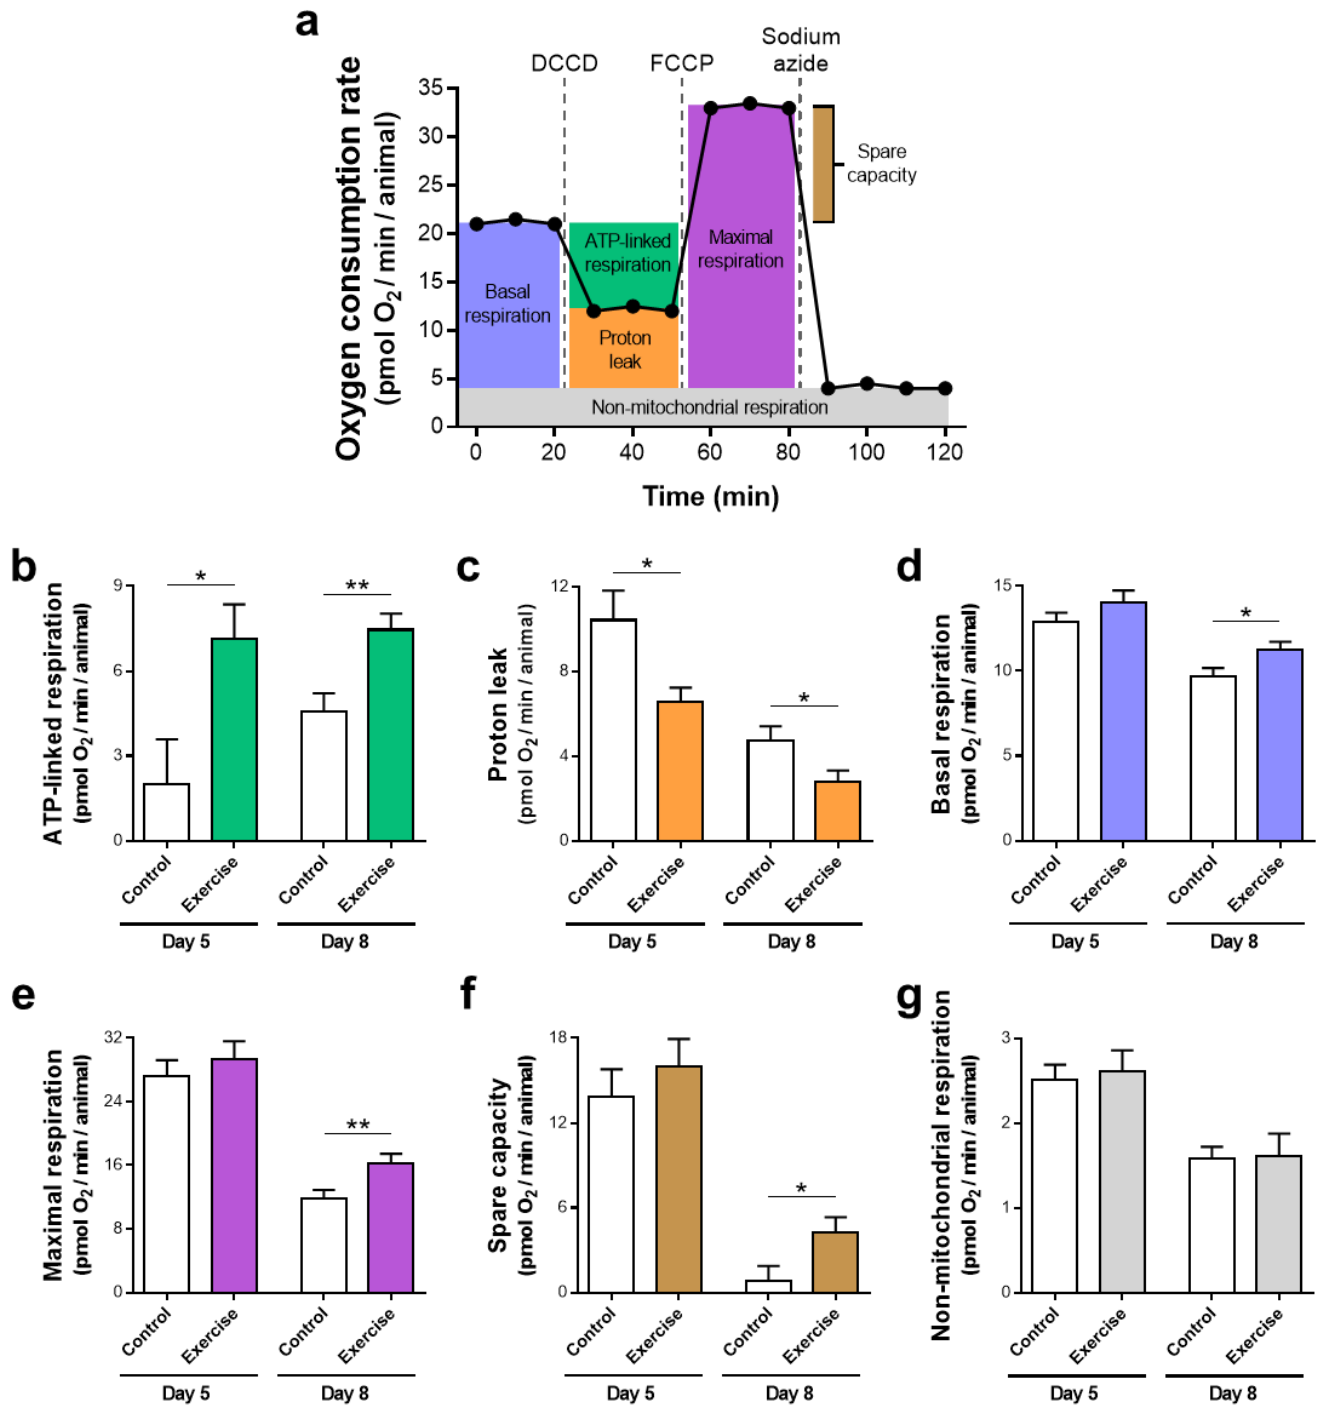 a
DCCD
FCCP
Sodium
azide
Oxygen consumption rate
(pmol O₂ / min / animal)
35
30
25
20
15
10
5
0
Spare
capacity
ATP-linked
respiration
Maximal
respiration
Basal
respiration
Proton
leak
Non-mitochondrial respiration
0 20 40 60 80 100 120
Time (min)
b
ATP-linked respiration
(pmol O₂ / min / animal)
9
6
3
0
*
**
Control Exercise Control Exercise
Day 5 Day 8
c
Proton leak
(pmol O₂ / min / animal)
12
8
4
0
*
*
Control Exercise Control Exercise
Day 5 Day 8
d
Basal respiration
(pmol O₂ / min / animal)
15
10
5
0
*
Control Exercise Control Exercise
Day 5 Day 8
e
Maximal respiration
(pmol O₂ / min / animal)
32
24
16
8
0
**
Control Exercise Control Exercise
Day 5 Day 8
f
Spare capacity
(pmol O₂ / min / animal)
18
12
6
0
*
Control Exercise Control Exercise
Day 5 Day 8
g
Non-mitochondrial respiration
(pmol O₂ / min / animal)
3
2
1
0
Control Exercise Control Exercise
Day 5 Day 8